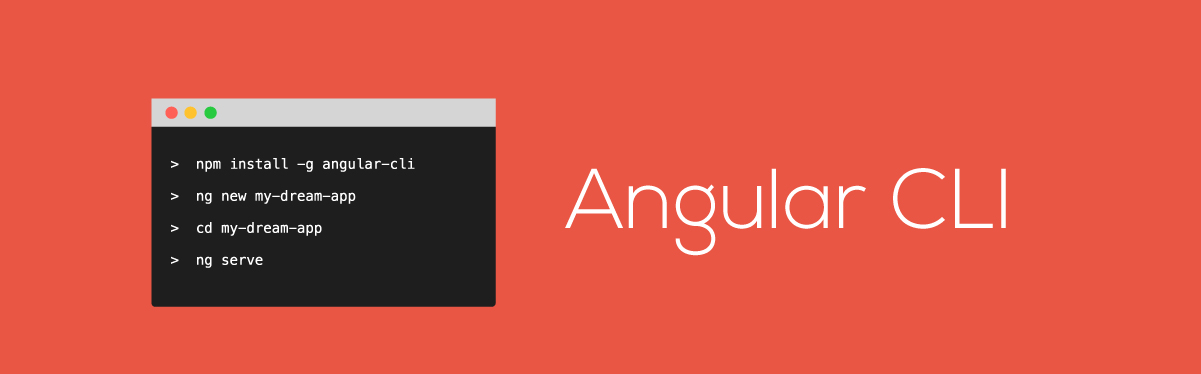 > npm install -g angular-cli
> ng new my-dream-app
> cd my-dream-app
> ng serve
Angular CLI